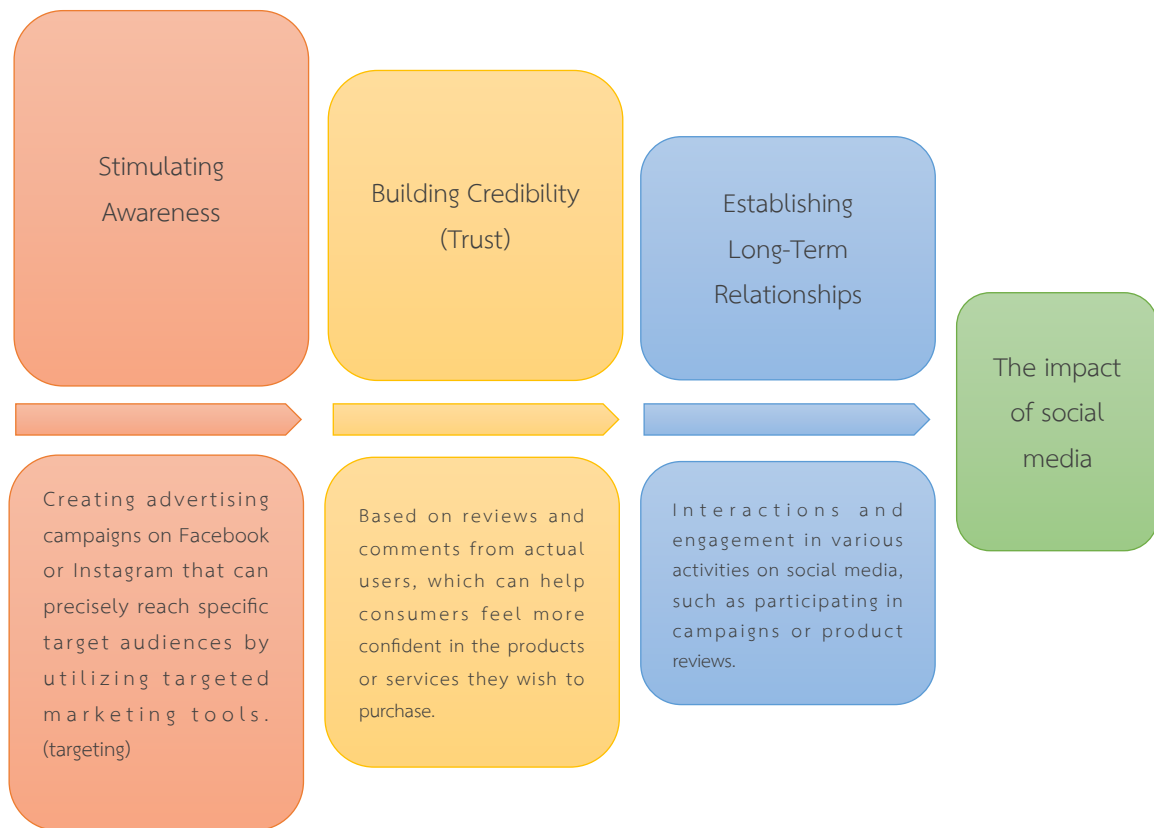 Stimulating
Awareness
Building Credibility
(Trust)
Establishing
Long-Term
Relationships
The impact
of social
media
Creating advertising
campaigns on Facebook
or Instagram that can
precisely reach specific
target audiences by
utilizing targeted
marketing tools.
(targeting)
Based on reviews and
comments from actual
users, which can help
consumers feel more
confident in the products
or services they wish to
purchase.
Interactions and
engagement in various
activities on social media,
such as participating in
campaigns or product
reviews.